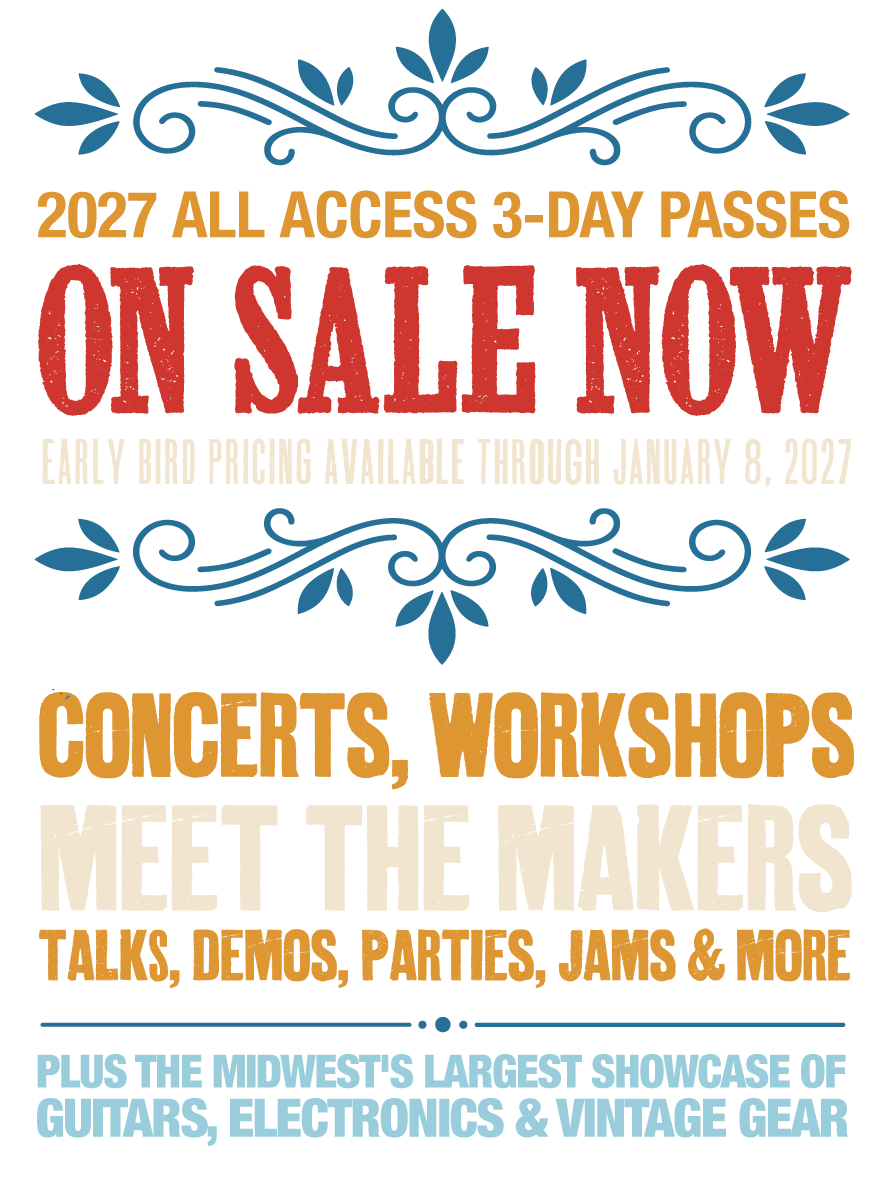 2027 ALL ACCESS 3-DAY PASSES
ON SALE NOW
EARLY BIRD PRICING AVAILABLE THROUGH JANUARY 8, 2027
CONCERTS, WORKSHOPS
MEET THE MAKERS
TALKS, DEMOS, PARTIES, JAMS & MORE
PLUS THE MIDWEST'S LARGEST SHOWCASE OF
GUITARS, ELECTRONICS & VINTAGE GEAR